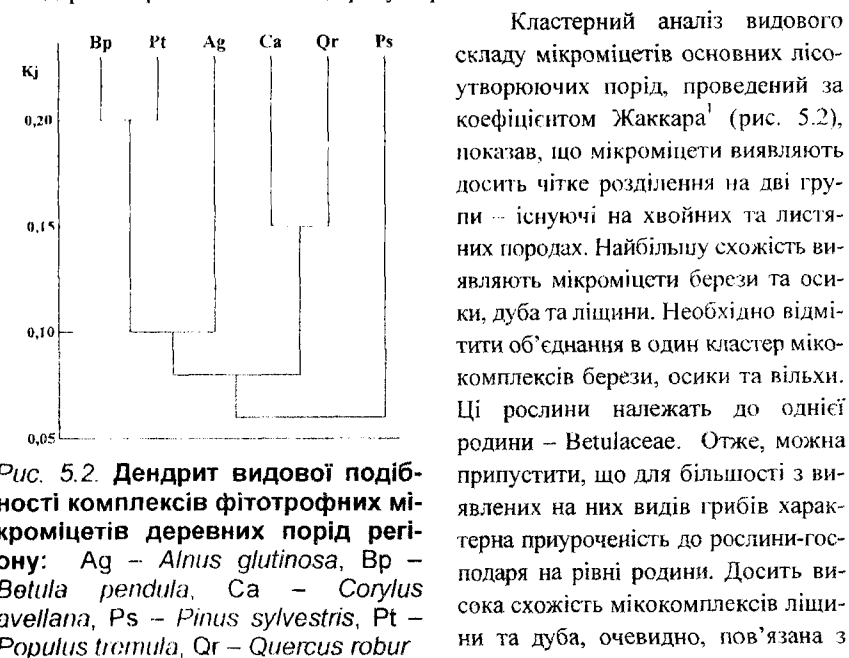 Кластерний аналіз видового
складу мікроміцетів основних лісо-
утворюючих порід, проведений за
коефіцієнтом Жаккара¹ (рис. 5.2),
показав, що мікроміцети виявляють
досить чітке розділення на дві гру-
пи – існуючі на хвойних та листя-
них породах. Найбільшу схожість ви-
являють мікроміцети берези та оси-
ки, дуба та ліщини. Необхідно відмі-
тити об’єднання в один кластер міко-
комплексів берези, осики та вільхи.
Ці рослини належать до однієї
родини – Betulaceae. Отже, можна
припустити, що для більшості з ви-
явлених на них видів грибів харак-
терна приуроченість до рослини-гос-
подаря на рівні родини. Досить ви-
сока схожість мікокомплексів ліщи-
ни та дуба, очевидно, пов’язана з
Bp Pt Ag Ca Qr Ps
Kj
0,20
0,15
0,10
0,05
Рис. 5.2. Дендрит видової подіб-
ності комплексів фітотрофних мі-
кроміцетів деревних порід регі-
ону: Ag – Alnus glutinosa, Bp –
Betula pendula, Ca – Corylus
avellana, Ps – Pinus sylvestris, Pt –
Populus tremula, Qr – Quercus robur